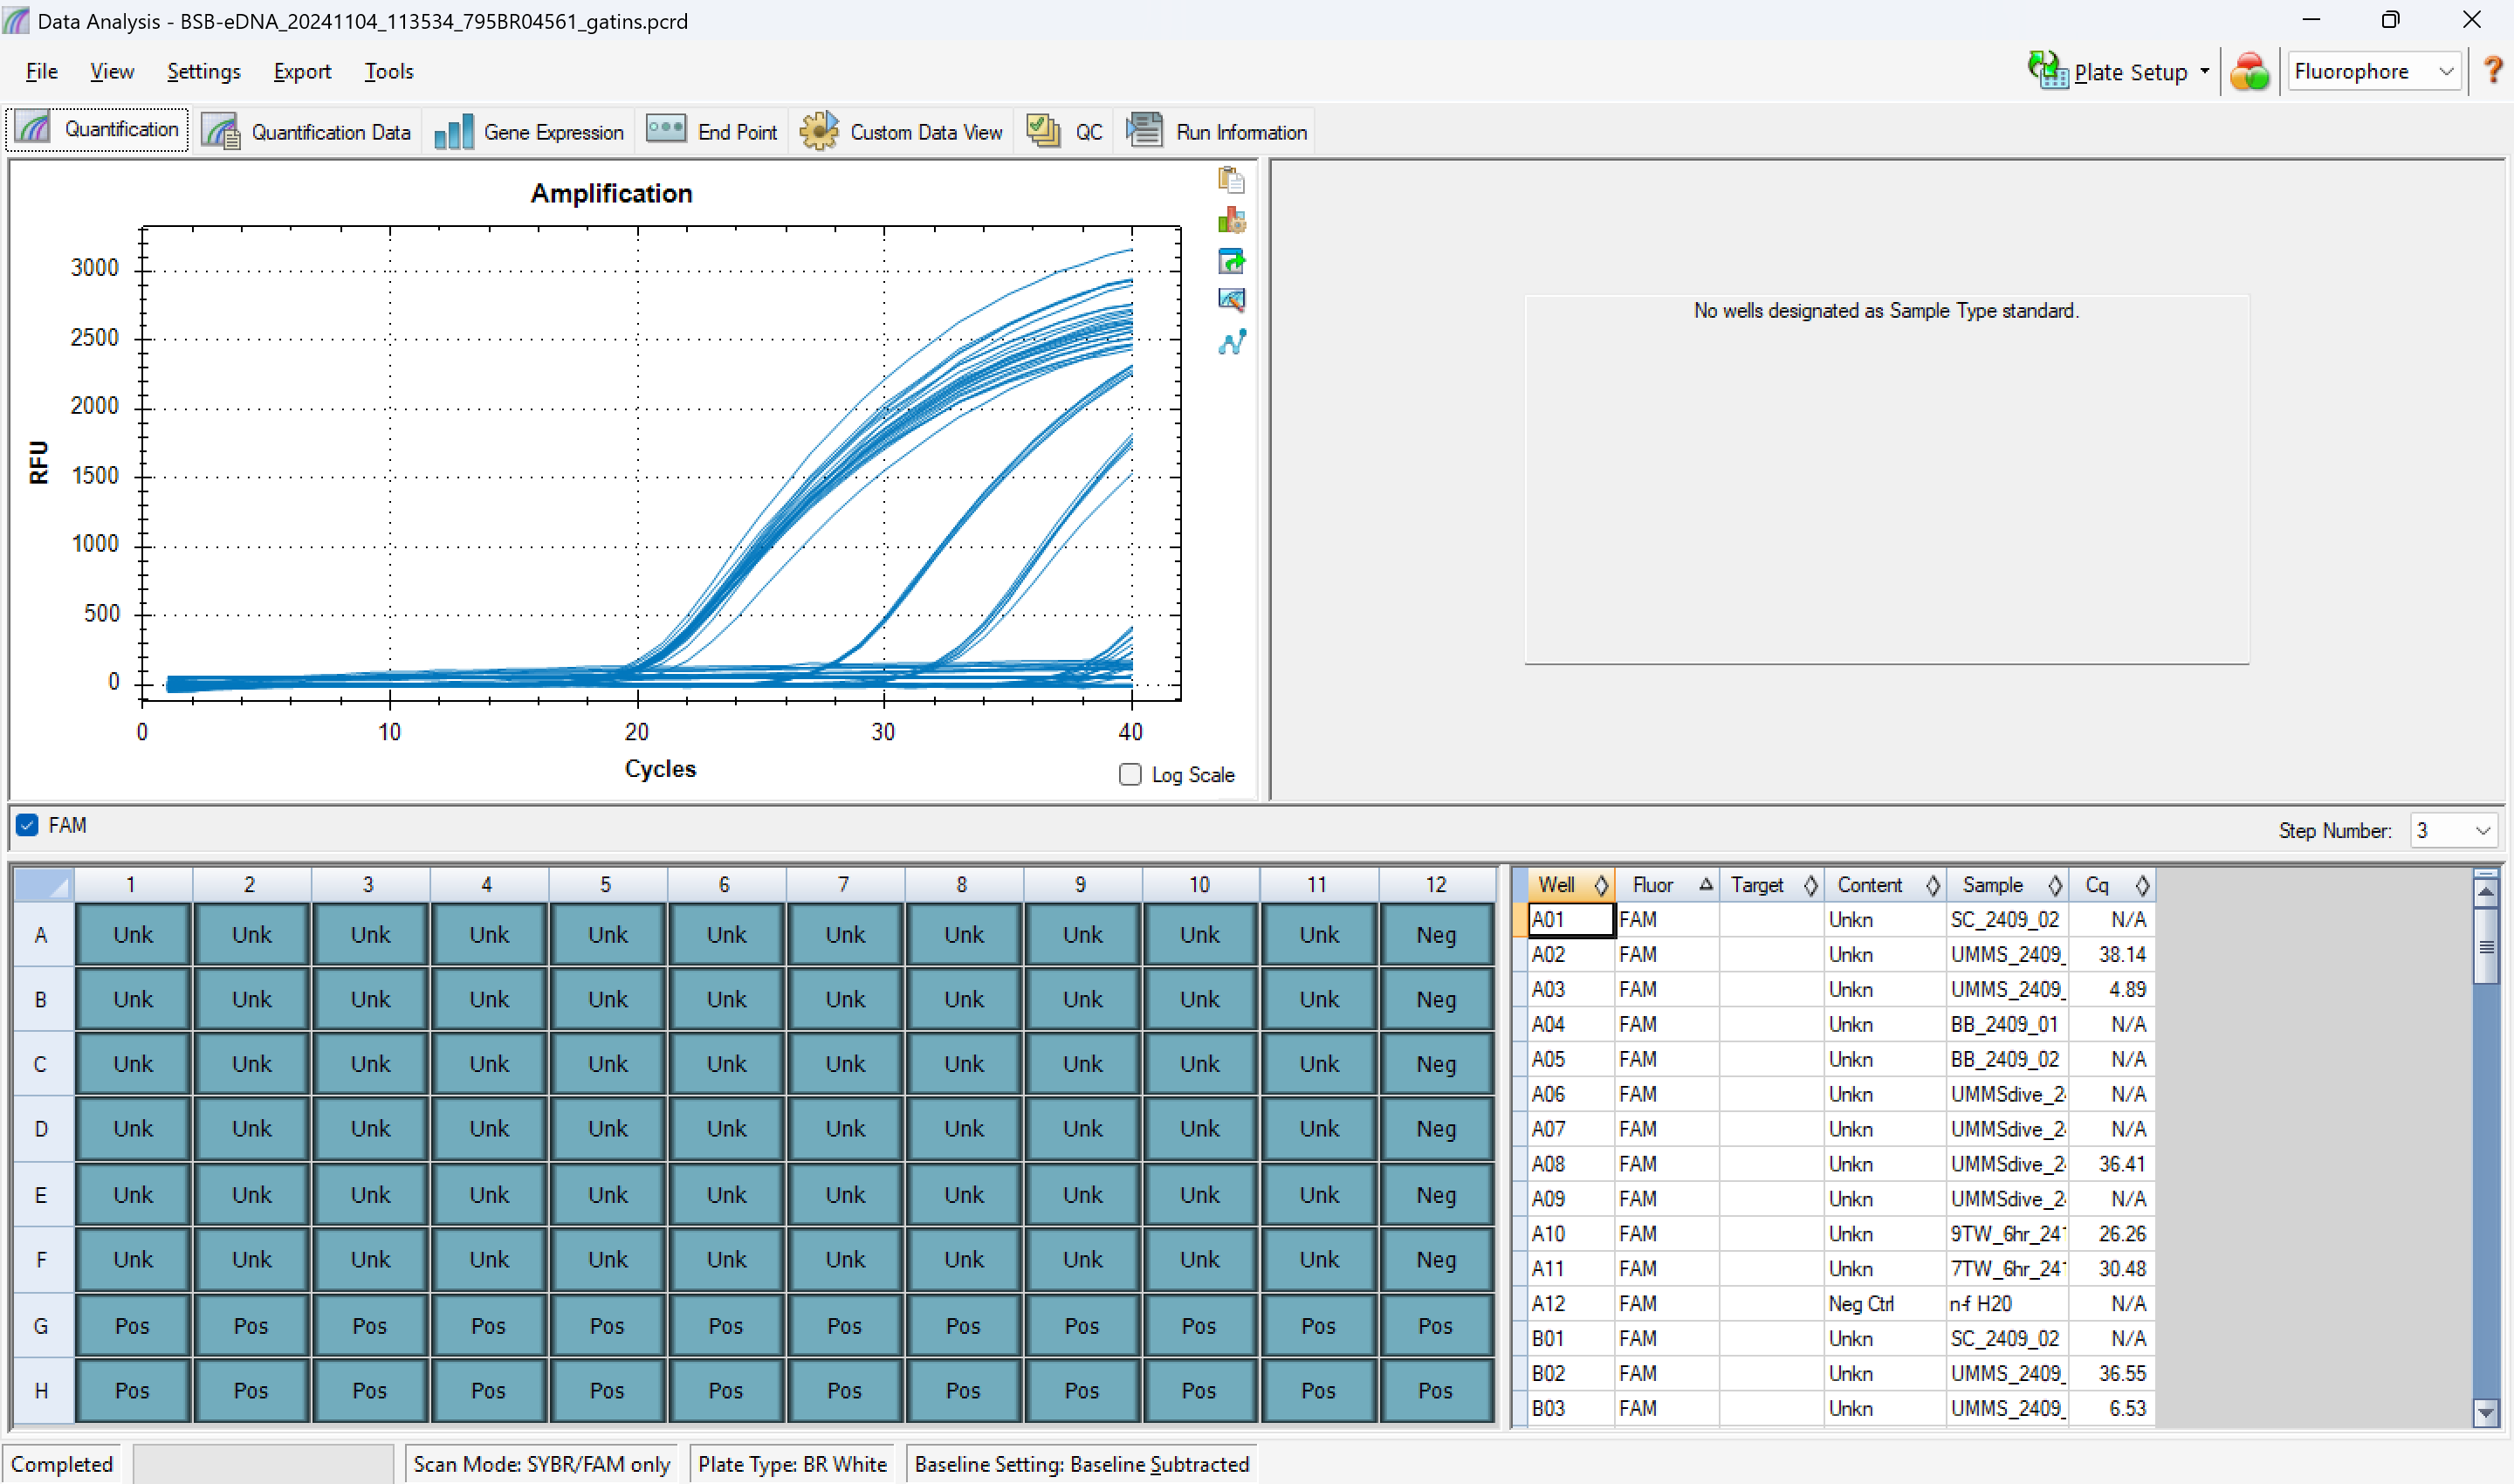 Data Analysis - BSB-eDNA_20241104_113534_795BR04561_gatins.pcrd
File View Settings Export Tools
Plate Setup Fluorophore ?
Quantification Quantification Data Gene Expression End Point Custom Data View QC Run Information
Amplification
3000
2500
2000
1500
1000
500
0
RFU
0 10 20 30 40
Cycles
Log Scale
No wells designated as Sample Type standard.
FAM
Step Number: 3
1 2 3 4 5 6 7 8 9 10 11 12
A Unk Unk Unk Unk Unk Unk Unk Unk Unk Unk Unk Neg
B Unk Unk Unk Unk Unk Unk Unk Unk Unk Unk Unk Neg
C Unk Unk Unk Unk Unk Unk Unk Unk Unk Unk Unk Neg
D Unk Unk Unk Unk Unk Unk Unk Unk Unk Unk Unk Neg
E Unk Unk Unk Unk Unk Unk Unk Unk Unk Unk Unk Neg
F Unk Unk Unk Unk Unk Unk Unk Unk Unk Unk Unk Neg
G Pos Pos Pos Pos Pos Pos Pos Pos Pos Pos Pos Pos
H Pos Pos Pos Pos Pos Pos Pos Pos Pos Pos Pos Pos
Well Fluor Target Content Sample Cq
A01 FAM Unkn SC_2409_02 N/A
A02 FAM Unkn UMMS_2409_ 38.14
A03 FAM Unkn UMMS_2409_ 4.89
A04 FAM Unkn BB_2409_01 N/A
A05 FAM Unkn BB_2409_02 N/A
A06 FAM Unkn UMMSdive_2 N/A
A07 FAM Unkn UMMSdive_2 N/A
A08 FAM Unkn UMMSdive_2 36.41
A09 FAM Unkn UMMSdive_2 N/A
A10 FAM Unkn 9TW_6hr_24 26.26
A11 FAM Unkn 7TW_6hr_24 30.48
A12 FAM Neg Ctrl n-f H20 N/A
B01 FAM Unkn SC_2409_02 N/A
B02 FAM Unkn UMMS_2409_ 36.55
B03 FAM Unkn UMMS_2409_ 6.53
Completed
Scan Mode: SYBR/FAM only
Plate Type: BR White
Baseline Setting: Baseline Subtracted